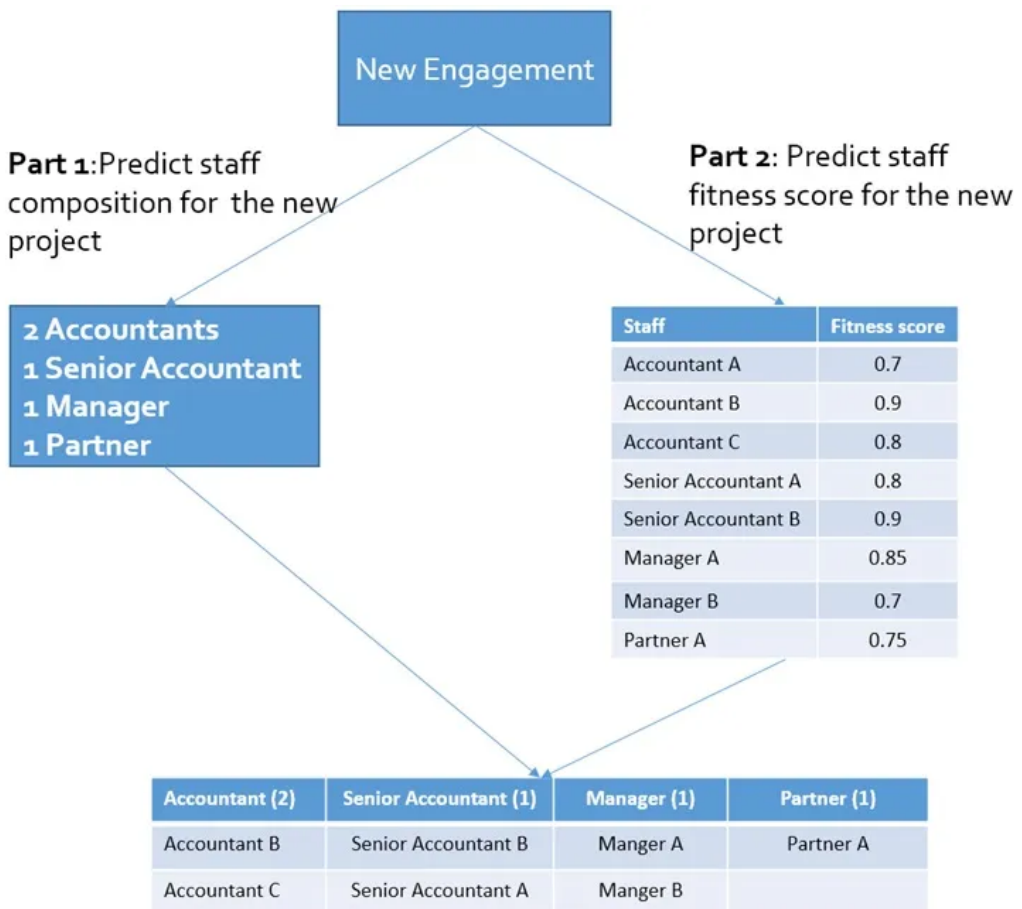 New Engagement
Part 1:Predict staff
composition for the new
project
Part 2: Predict staff
fitness score for the new
project
2 Accountants
1 Senior Accountant
1 Manager
1 Partner
Staff Fitness score
Accountant A 0.7
Accountant B 0.9
Accountant C 0.8
Senior Accountant A 0.8
Senior Accountant B 0.9
Manager A 0.85
Manager B 0.7
Partner A 0.75
Accountant (2) Senior Accountant (1) Manager (1) Partner (1)
Accountant B Senior Accountant B Manger A Partner A
Accountant C Senior Accountant A Manger B